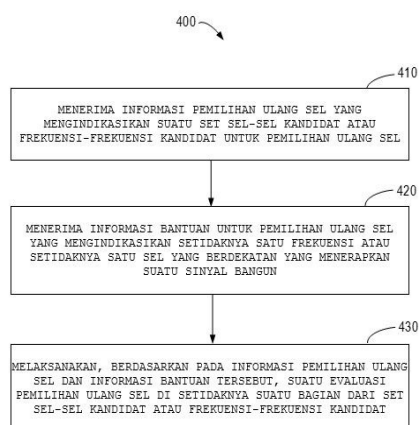 400
410
MENERIMA INFORMASI PEMILIHAN ULANG SEL YANG
MENGINDIKASIKAN SUATU SET SEL-SEL KANDIDAT ATAU
FREKUENSI-FREKUENSI KANDIDAT UNTUK PEMILIHAN ULANG SEL
420
MENERIMA INFORMASI BANTUAN UNTUK PEMILIHAN ULANG SEL
YANG MENGINDIKASIKAN SETIDAKNYA SATU FREKUENSI ATAU
SETIDAKNYA SATU SEL YANG BERDEKATAN YANG MENERAPKAN
SUATU SINYAL BANGUN
430
MELAKSANAKAN, BERDASARKAN PADA INFORMASI PEMILIHAN ULANG
SEL DAN INFORMASI BANTUAN TERSEBUT, SUATU EVALUASI
PEMILIHAN ULANG SEL DI SETIDAKNYA SUATU BAGIAN DARI SET
SEL-SEL KANDIDAT ATAU FREKUENSI-FREKUENSI KANDIDAT